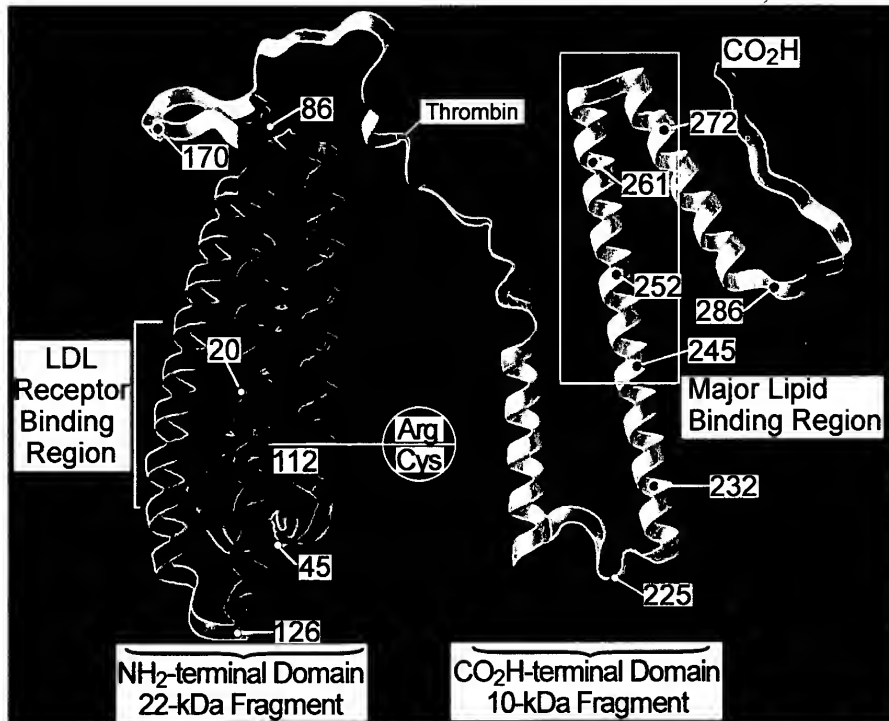 CO2H
86
Thrombin
170
272
261
252
286
20
245
LDL
Receptor
Binding
Region
Major Lipid
Binding Region
Arg
Cys
112
232
45
225
126
NH2-terminal Domain
22-kDa Fragment
CO2H-terminal Domain
10-kDa Fragment